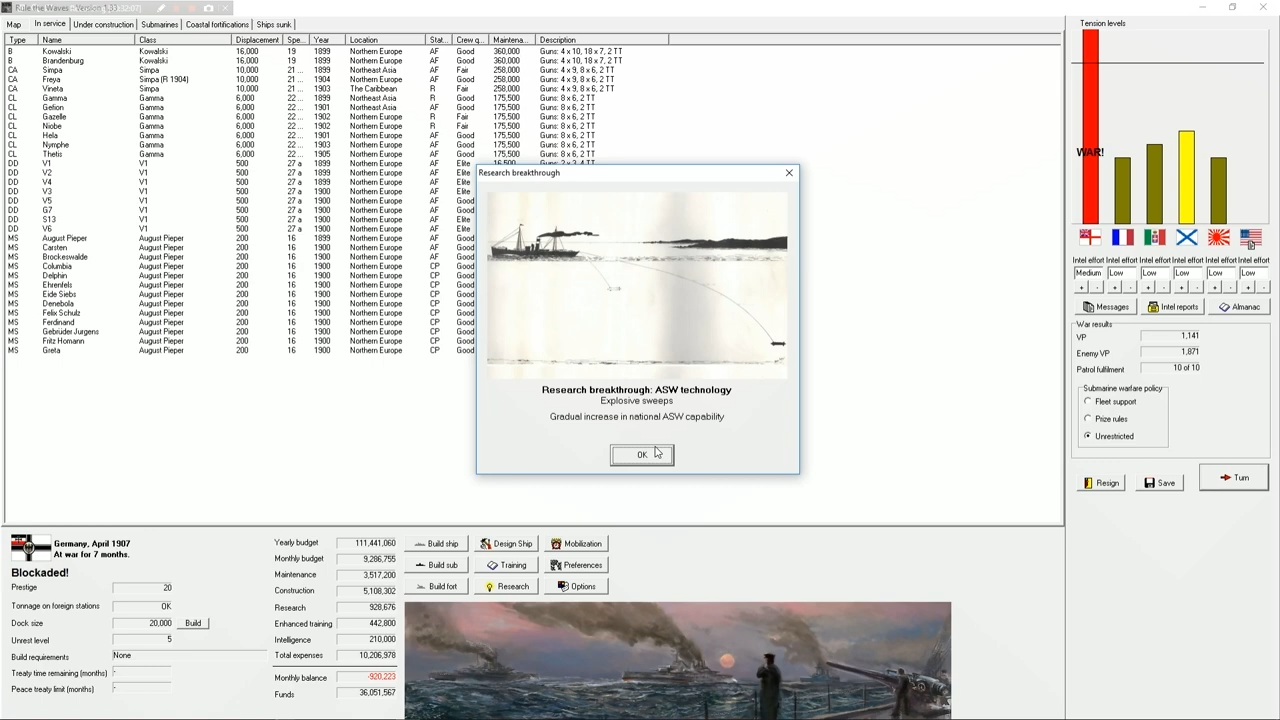 Rule the Waves - Version 1.33
Map In service Under construction Submarines Coastal fortifications Ships sunk
Type Name Class Displacement Spe... Year Location Stat... Crew q... Maintena... Description
B Kowalski Kowalski 16,000 19 1899 Northern Europe AF Good 360,000 Guns: 4 x 10, 18 x 7, 2 TT
B Brandenburg Kowalski 16,000 19 1899 Northern Europe AF Good 360,000 Guns: 4 x 10, 18 x 7, 2 TT
CA Simpa Simpa 10,000 21 ... 1899 Northeast Asia AF Fair 258,000 Guns: 4 x 9, 8 x 6, 2 TT
CA Freya Simpa (R 1904) 10,000 21 ... 1904 Northern Europe AF Good 258,000 Guns: 4 x 9, 8 x 6, 2 TT
CA Vineta Simpa 10,000 21 ... 1903 The Caribbean R Fair 258,000 Guns: 4 x 9, 8 x 6, 2 TT
CL Gamma Gamma 6,000 22 ... 1899 Northeast Asia R Good 175,500 Guns: 8 x 6, 2 TT
CL Gefion Gamma 6,000 22 ... 1901 Northeast Asia AF Good 175,500 Guns: 8 x 6, 2 TT
CL Gazelle Gamma 6,000 22 ... 1902 Northern Europe R Fair 175,500 Guns: 8 x 6, 2 TT
CL Niobe Gamma 6,000 22 ... 1902 Northern Europe R Fair 175,500 Guns: 8 x 6, 2 TT
CL Hela Gamma 6,000 22 ... 1901 Northern Europe AF Good 175,500 Guns: 8 x 6, 2 TT
CL Nymphe Gamma 6,000 22 ... 1903 Northern Europe AF Good 175,500 Guns: 8 x 6, 2 TT
CL Thetis Gamma 6,000 22 ... 1905 Northern Europe AF Good 175,500 Guns: 8 x 6, 2 TT
DD V1 V1 500 27 a 1899 Northern Europe AF Elite 16,500
DD V2 V1 500 27 a 1899 Northern Europe AF Elite
DD V4 V1 500 27 a 1899 Northern Europe AF Elite
DD V3 V1 500 27 a 1900 Northern Europe AF Elite
DD V5 V1 500 27 a 1900 Northern Europe AF Elite
DD G7 V1 500 27 a 1900 Northern Europe AF Elite
DD S13 V1 500 27 a 1900 Northern Europe AF Elite
DD V6 V1 500 27 a 1900 Northern Europe AF Elite
MS August Pieper August Pieper 200 16 1899 Northern Europe AF Good
MS Carsten August Pieper 200 16 1900 Northern Europe AF Good
MS Brockeswalde August Pieper 200 16 1900 Northern Europe AF Good
MS Columbia August Pieper 200 16 1900 Northern Europe CP Good
MS Delphin August Pieper 200 16 1900 Northern Europe CP Good
MS Ehrenfels August Pieper 200 16 1900 Northern Europe CP Good
MS Eide Siebs August Pieper 200 16 1900 Northern Europe CP Good
MS Denebola August Pieper 200 16 1900 Northern Europe CP Good
MS Felix Schulz August Pieper 200 16 1900 Northern Europe CP Good
MS Ferdinand August Pieper 200 16 1900 Northern Europe CP Good
MS Gebrüder Jurgens August Pieper 200 16 1900 Northern Europe CP Good
MS Fritz Homann August Pieper 200 16 1900 Northern Europe CP Good
MS Greta August Pieper 200 16 1900 Northern Europe CP Good
Research breakthrough
Research breakthrough: ASW technology
Explosive sweeps
Gradual increase in national ASW capability
OK
Tension levels
WAR!
Intel effort Intel effort Intel effort Intel effort Intel effort Intel effort
Medium Low Low Low Low Low
+ - + - + - + - + - + -
Messages Intel reports Almanac
War results
VP 1,141
Enemy VP 1,871
Patrol fulfilment 10 of 10
Submarine warfare policy
Fleet support
Prize rules
Unrestricted
Resign Save Turn
Germany, April 1907
At war for 7 months.
Blockaded!
Prestige 20
Tonnage on foreign stations OK
Dock size 20,000 Build
Unrest level 5
Build requirements None
Treaty time remaining (months) -
Peace treaty limit (months) -
Yearly budget 111,441,060
Monthly budget 9,286,755
Maintenance 3,517,200
Construction 5,108,302
Research 928,676
Enhanced training 442,800
Intelligence 210,000
Total expenses 10,206,978
Monthly balance -920,223
Funds 36,051,567
Build ship Design Ship Mobilization
Build sub Training Preferences
Build fort Research Options